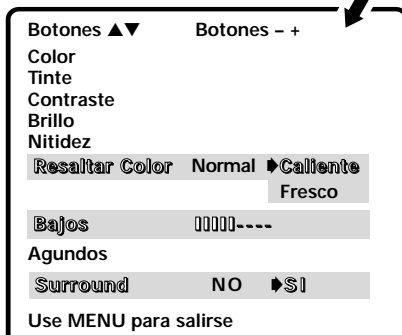 Botones ▲▼ Botones – +
Color
Tinte
Contraste
Brillo
Nitidez
Resaltar Color Normal ➧Caliente
Fresco
Bajos IIIII----
Agundos
Surround NO ➧SI
Use MENU para salirse